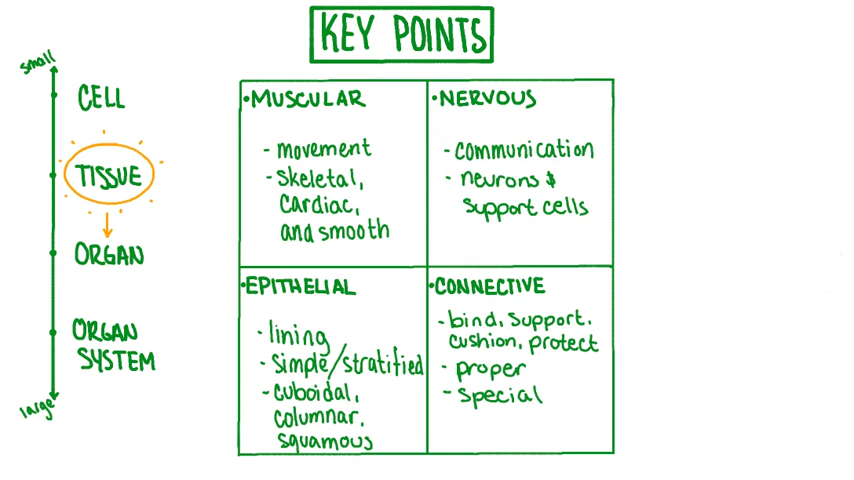 KEY POINTS
small
CELL
TISSUE
ORGAN
ORGAN
SYSTEM
large
•MUSCULAR
- movement
- skeletal,
cardiac,
and smooth
•NERVOUS
- communication
- neurons &
support cells
•EPITHELIAL
- lining
- simple/stratified
- cuboidal,
columnar,
squamous
•CONNECTIVE
- bind, support,
cushion, protect
- proper
- special